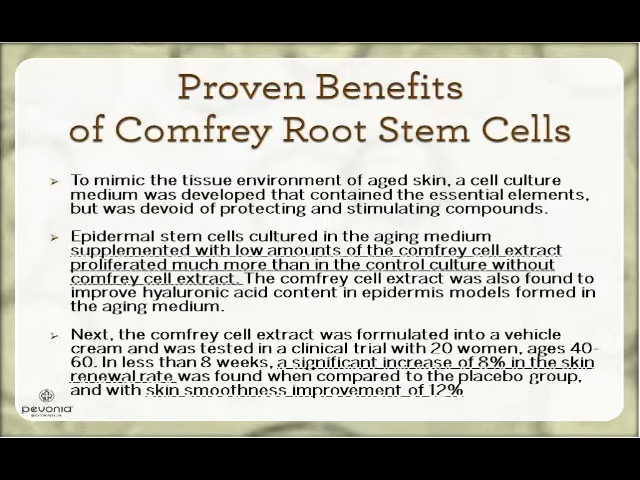 Proven Benefits
of Comfrey Root Stem Cells
➢ To mimic the tissue environment of aged skin, a cell culture
medium was developed that contained the essential elements,
but was devoid of protecting and stimulating compounds.
➢ Epidermal stem cells cultured in the aging medium
supplemented with low amounts of the comfrey cell extract
proliferated much more than in the control culture without
comfrey cell extract. The comfrey cell extract was also found to
improve hyaluronic acid content in epidermis models formed in
the aging medium.
➢ Next, the comfrey cell extract was formulated into a vehicle
cream and was tested in a clinical trial with 20 women, ages 40-
60. In less than 8 weeks, a significant increase of 8% in the skin
renewal rate was found when compared to the placebo group,
and with skin smoothness improvement of 12%
pevonia
BOTANICA